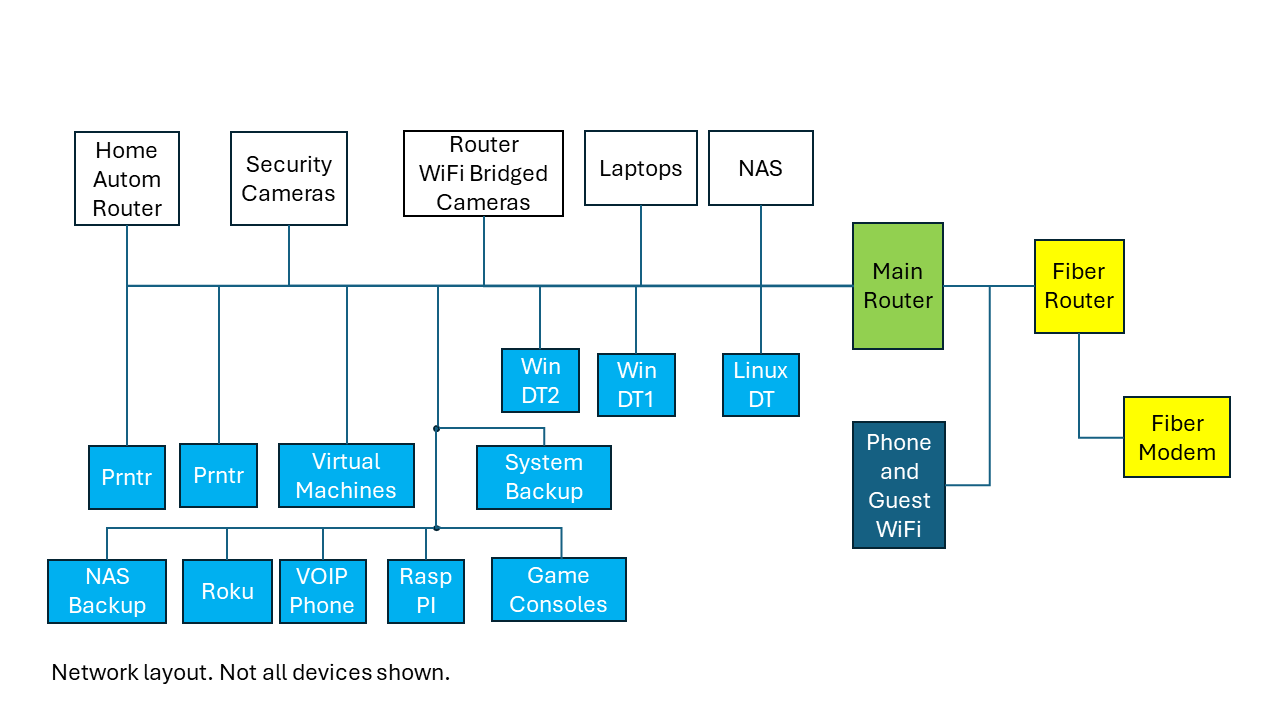 Home
Autom
Router
Security
Cameras
Router
WiFi Bridged
Cameras
Laptops
NAS
Main
Router
Fiber
Router
Win
DT2
Win
DT1
Linux
DT
Fiber
Modem
Phone
and
Guest
WiFi
Prntr
Prntr
Virtual
Machines
System
Backup
NAS
Backup
Roku
VOIP
Phone
Rasp
PI
Game
Consoles
Network layout. Not all devices shown.